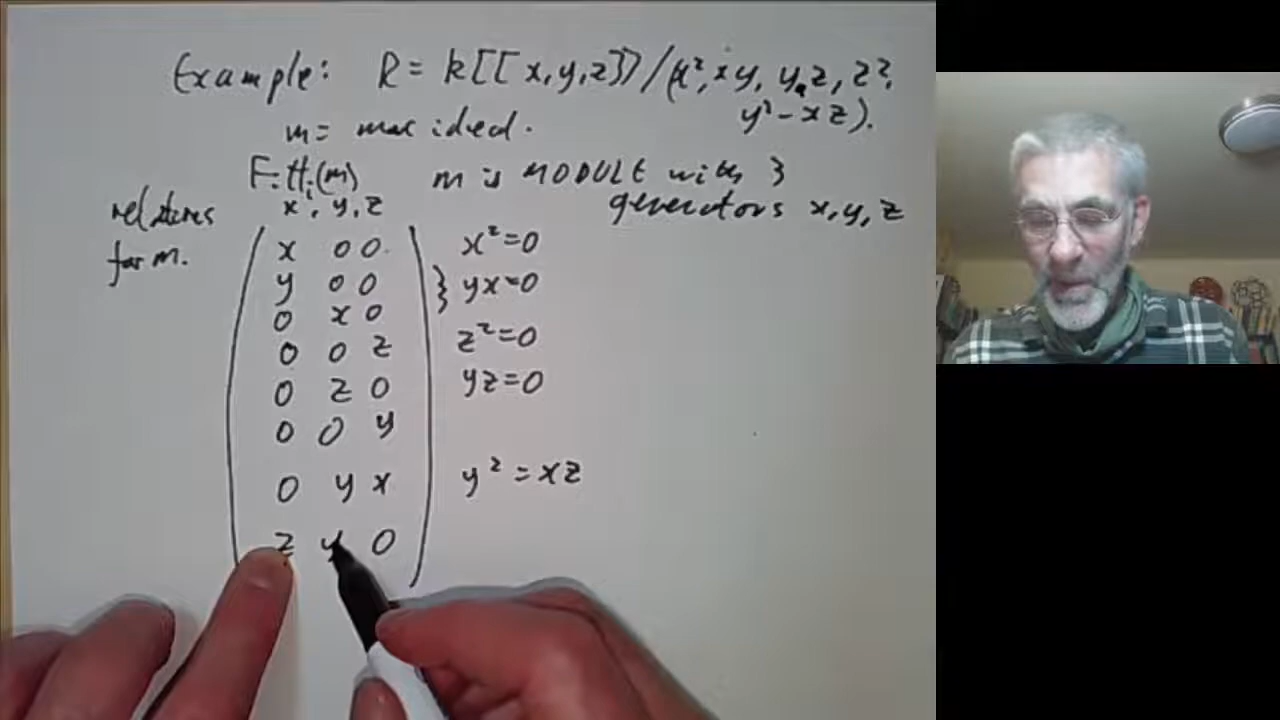 Example: R = k[[x,y,z]]/(x², xy, yz, z²,
y²-xz).
m = max ideal.
Fitti(m) m is MODULE with 3
generators x,y,z
relations for m.
x, y, z
x 0 0 x²=0
y 0 0 } yx=0
0 x 0
0 0 z z²=0
0 z 0 yz=0
0 0 y
0 y x y²=xz
z y 0